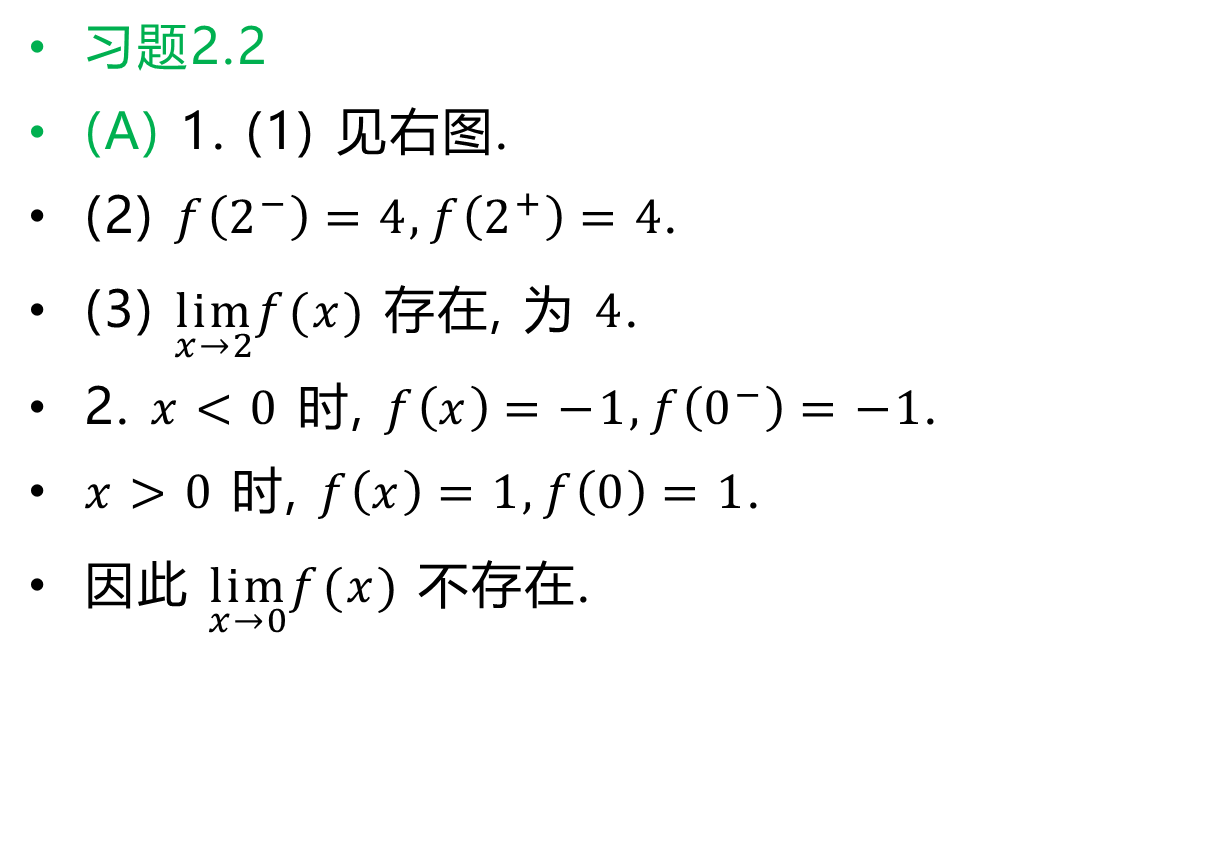 • 习题2.2
• (A) 1. (1) 见右图.
• (2) f(2⁻) = 4, f(2⁺) = 4.
• (3) lim_{x→2} f(x) 存在, 为 4.
• 2. x < 0 时, f(x) = −1, f(0⁻) = −1.
• x > 0 时, f(x) = 1, f(0) = 1.
• 因此 lim_{x→0} f(x) 不存在.